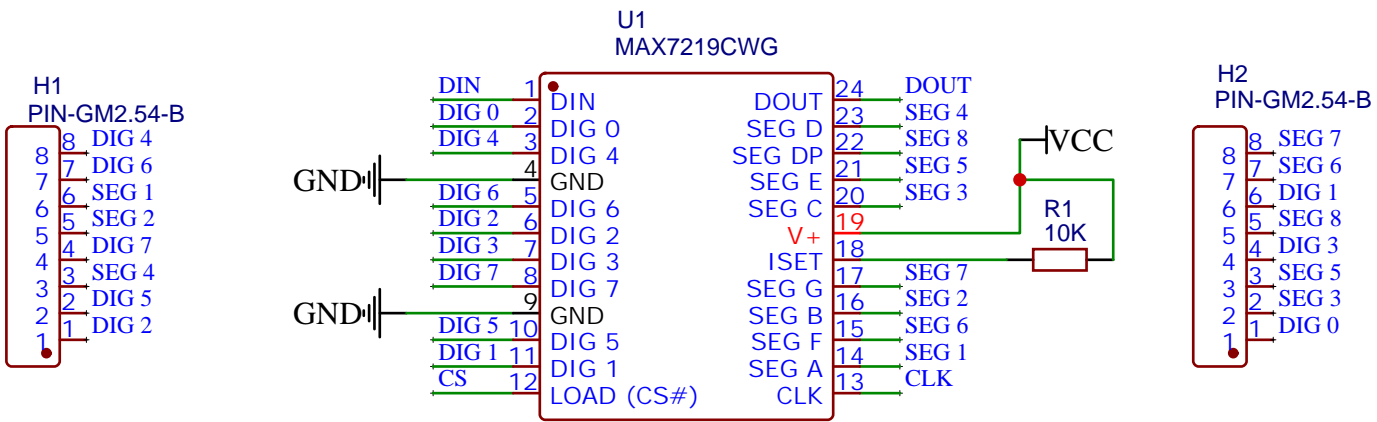 H1
PIN-GM2.54-B
8 8 DIG 4
7 7 DIG 6
6 6 SEG 1
5 5 SEG 2
4 4 DIG 7
3 3 SEG 4
2 2 DIG 5
1 1 DIG 2
U1
MAX7219CWG
DIN 1 DIN
DIG 0 2 DIG 0
DIG 4 3 DIG 4
GND 4 GND
DIG 6 5 DIG 6
DIG 2 6 DIG 2
DIG 3 7 DIG 3
DIG 7 8 DIG 7
GND 9 GND
DIG 5 10 DIG 5
DIG 1 11 DIG 1
CS 12 LOAD (CS#)
DOUT 24 DOUT
SEG D 23 SEG 4
SEG DP 22 SEG 8
SEG E 21 SEG 5
SEG C 20 SEG 3
V+ 19
ISET 18
SEG G 17 SEG 7
SEG B 16 SEG 2
SEG F 15 SEG 6
SEG A 14 SEG 1
CLK 13 CLK
VCC
R1
10K
H2
PIN-GM2.54-B
8 8 SEG 7
7 7 SEG 6
6 6 DIG 1
5 5 SEG 8
4 4 DIG 3
3 3 SEG 5
2 2 SEG 3
1 1 DIG 0